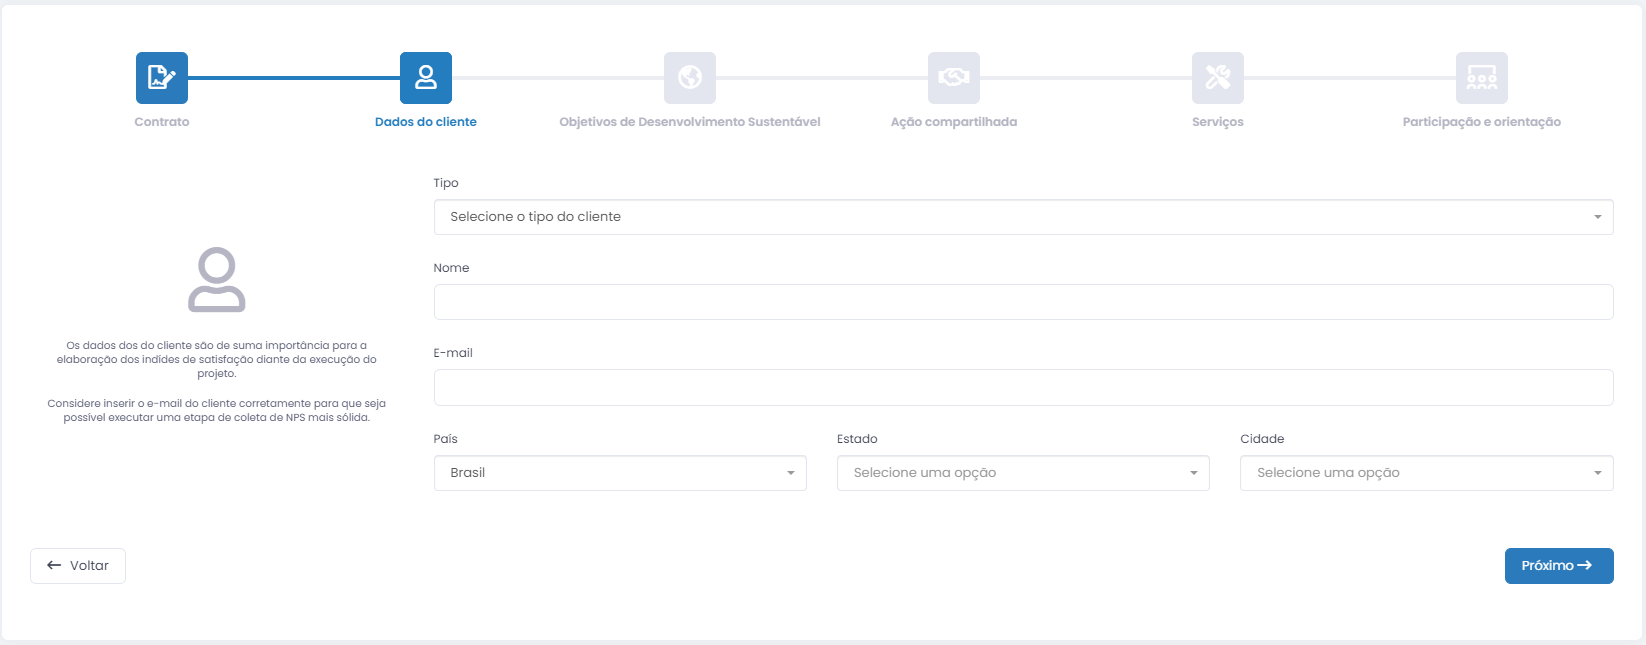 Contrato
Dados do cliente
Objetivos de Desenvolvimento Sustentável
Ação compartilhada
Serviços
Participação e orientação
Os dados dos do cliente são de suma importância para a
elaboração dos indídes de satisfação diante da execução do
projeto.
Considere inserir o e-mail do cliente corretamente para que seja
possível executar uma etapa de coleta de NPS mais sólida.
Tipo
Selecione o tipo do cliente
Nome
E-mail
País
Estado
Cidade
Brasil
Selecione uma opção
Selecione uma opção
← Voltar
Próximo →